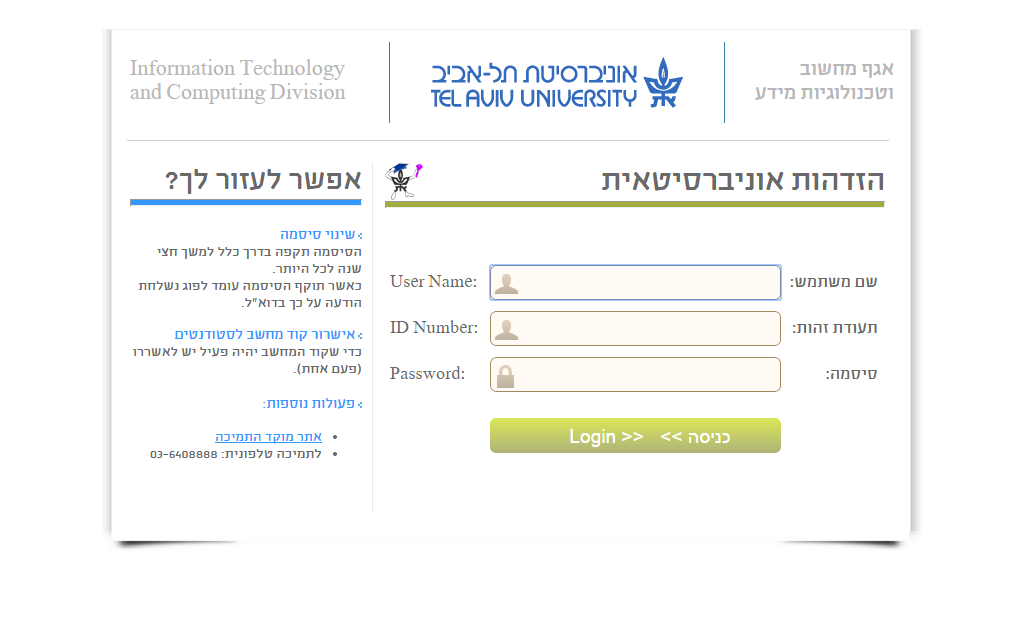 Information Technology
and Computing Division
אוניברסיטת תל-אביב
TEL AVIV UNIVERSITY
אגף מחשוב
וטכנולוגיות מידע
הזדהות אוניברסיטאית
User Name:
שם משתמש:
ID Number:
תעודת זהות:
Password:
סיסמה:
כניסה >> Login >>
אפשר לעזור לך?
שינוי סיסמה
הסיסמה תקפה בדרך כלל למשך חצי
שנה לכל היותר.
כאשר תוקף הסיסמה עומד לפוג נשלחת
הודעה על כך בדוא"ל.
אישרור קוד מחשב לסטודנטים
כדי שקוד המחשב יהיה פעיל יש לאשררו
(פעם אחת).
פעולות נוספות:
• אתר מוקד התמיכה
• לתמיכה טלפונית: 03-6408888